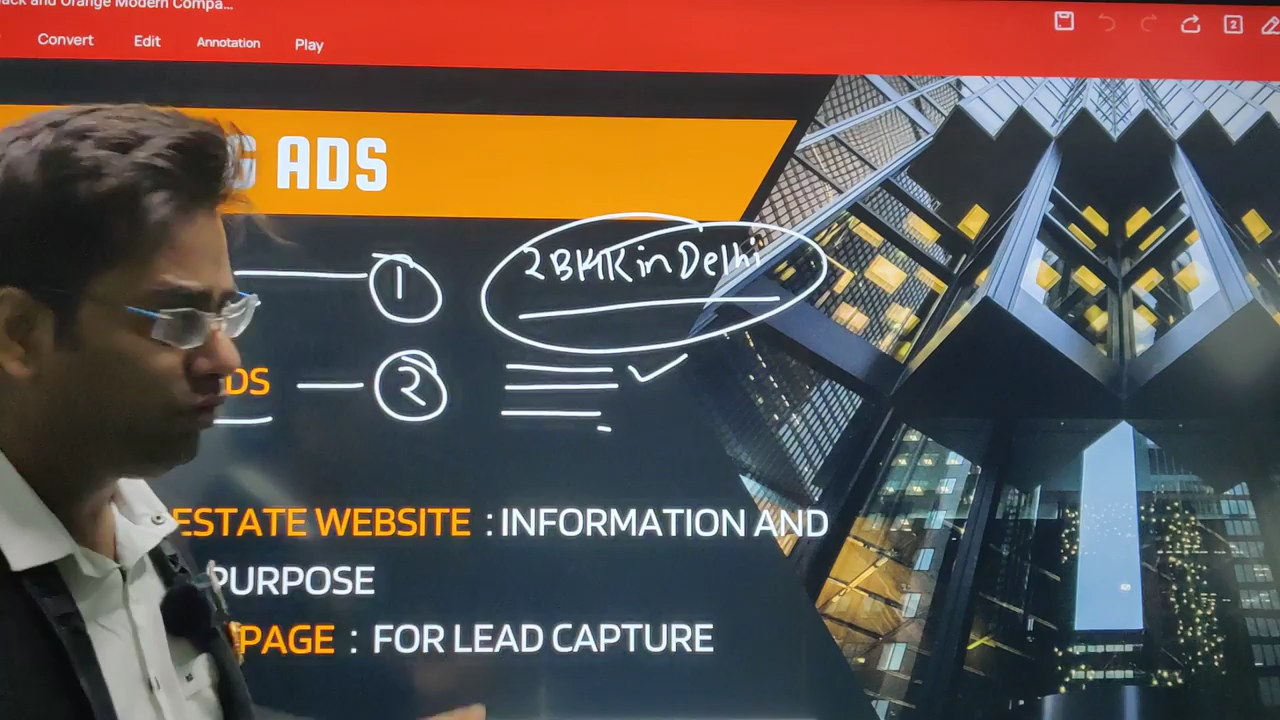 ack and Orange Modern Compa...
Convert Edit Annotation Play
2
G ADS
1 2BHK in Delhi
DS 2
ESTATE WEBSITE : INFORMATION AND
PURPOSE
PAGE : FOR LEAD CAPTURE